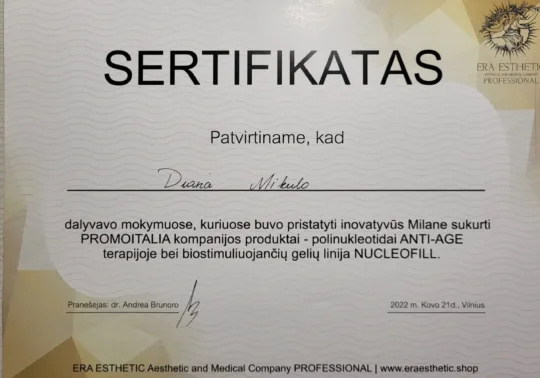 ERA ESTHETIC
PROFESSIONAL
SERTIFIKATAS
Patvirtiname, kad
Diana Mikulo
dalyvavo mokymuose, kuriuose buvo pristatyti inovatyvūs Milane sukurti
PROMOITALIA kompanijos produktai - polinukleotidai ANTI-AGE
terapijoje bei biostimuliuojančių gelių linija NUCLEOFILL.
Pranešejas: dr. Andrea Brunoro
2022 m. Kovo 21d., Vilnius
ERA ESTHETIC Aesthetic and Medical Company PROFESSIONAL | www.eraesthetic.shop